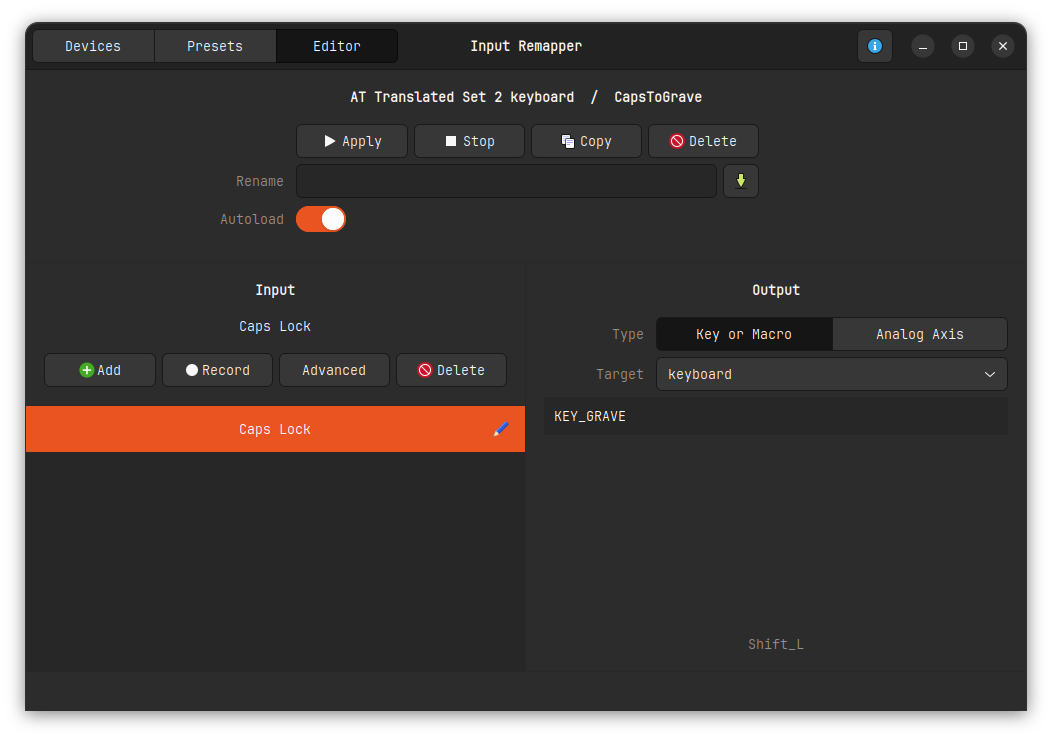 Devices Presets Editor Input Remapper
AT Translated Set 2 keyboard / CapsToGrave
Apply Stop Copy Delete
Rename
Autoload
Input
Caps Lock
Add Record Advanced Delete
Caps Lock
Output
Type Key or Macro Analog Axis
Target keyboard
KEY_GRAVE
Shift_L